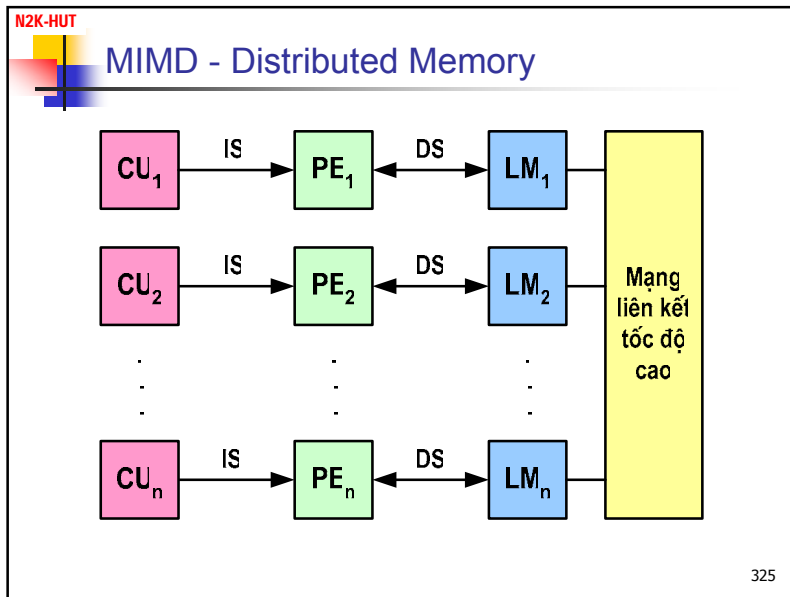 N2K-HUT
MIMD - Distributed Memory
CU₁ IS PE₁ DS LM₁
CU₂ IS PE₂ DS LM₂
Mạng
liên kết
tốc độ
cao
CUₙ IS PEₙ DS LMₙ
325